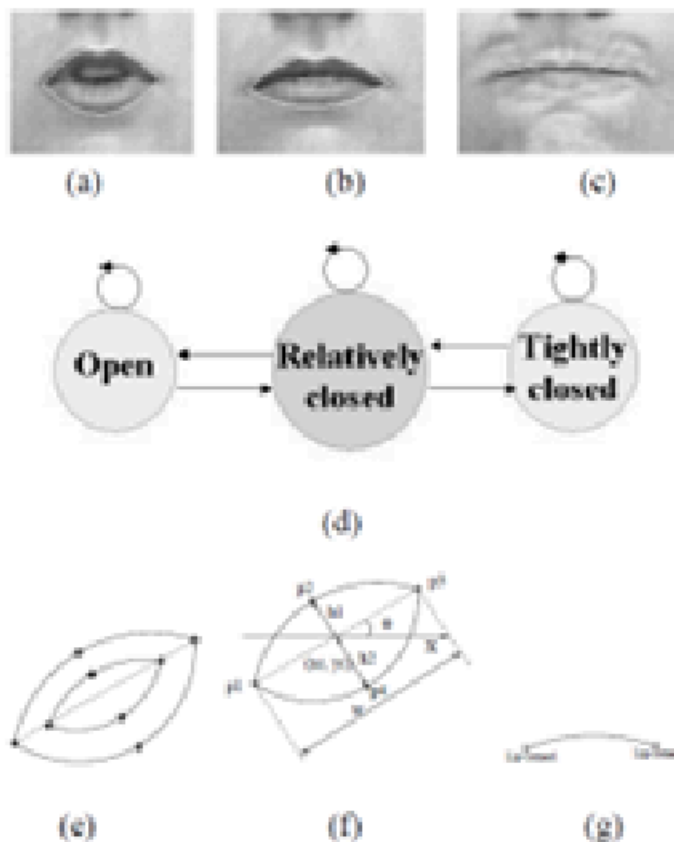 (a)
(b)
(c)
Open
Relatively
closed
Tightly
closed
(d)
p2
p3
h1
θ
h2
X
p1
p4
(e)
(f)
(g)